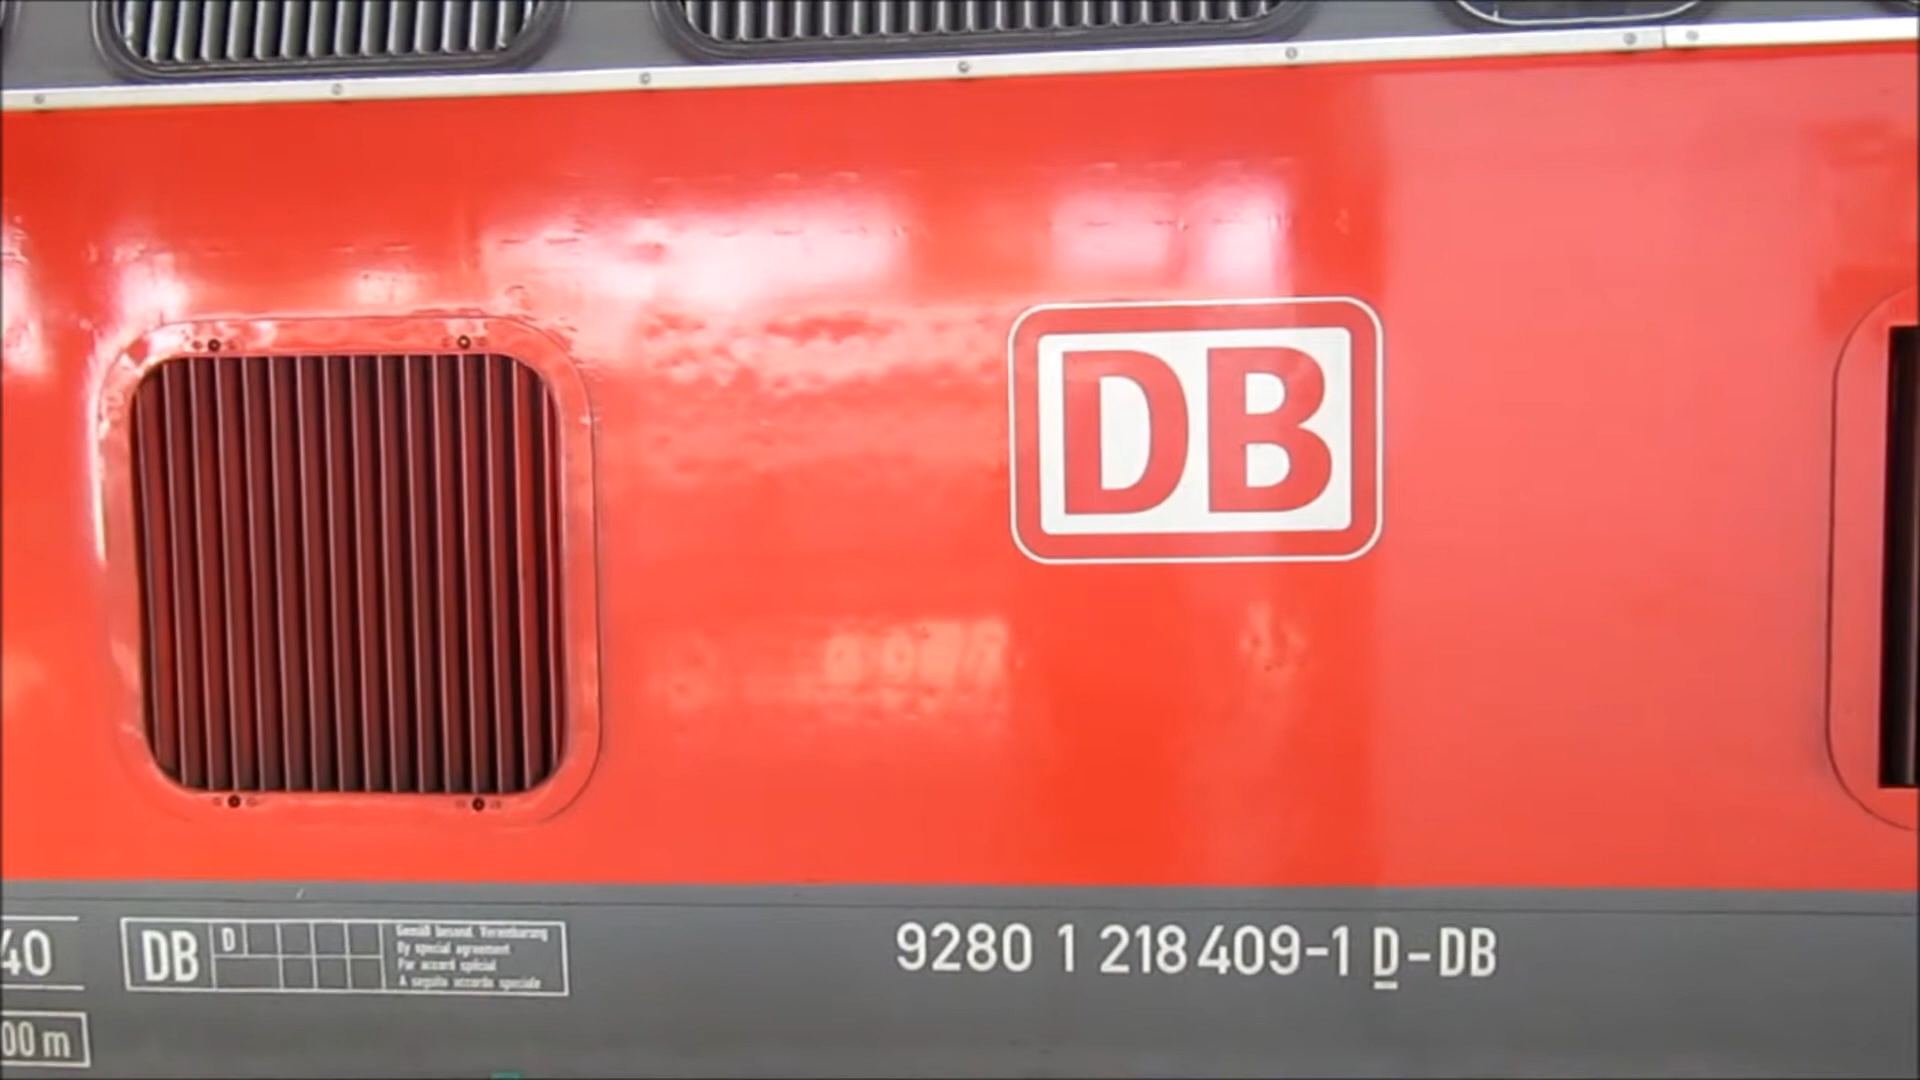 DB
40
DB D
Gemäß besond. Vereinbarung
By special agreement
Par accord spécial
A seguito accordo speciale
9280 1 218 409-1 D-DB
00 m